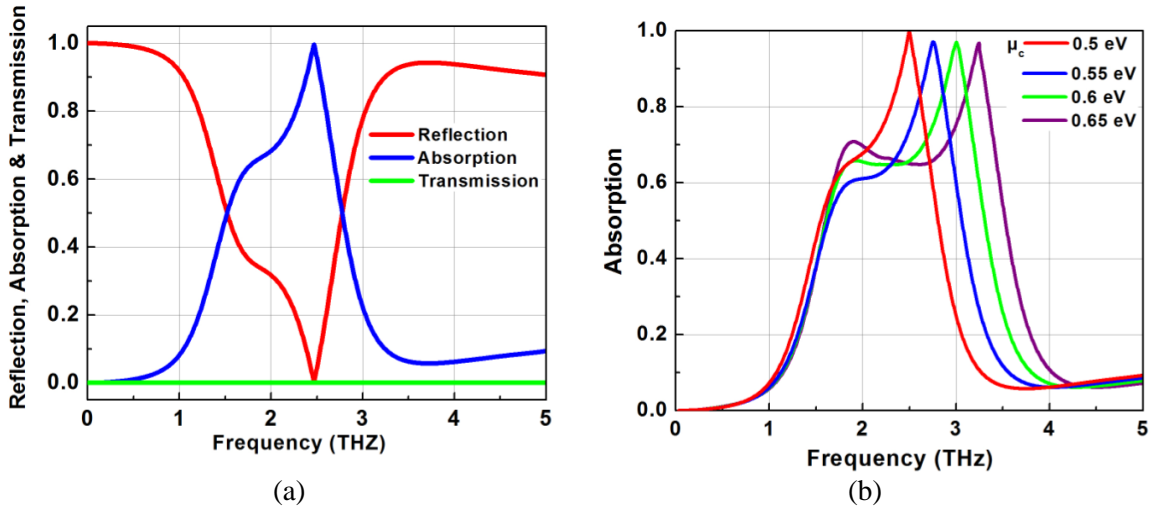 Reflection, Absorption & Transmission
1.0
0.8
0.6
0.4
0.2
0.0
Reflection
Absorption
Transmission
0 1 2 3 4 5
Frequency (THZ)
(a)
Absorption
1.0
0.8
0.6
0.4
0.2
0.0
μc
0.5 eV
0.55 eV
0.6 eV
0.65 eV
0 1 2 3 4 5
Frequency (THz)
(b)